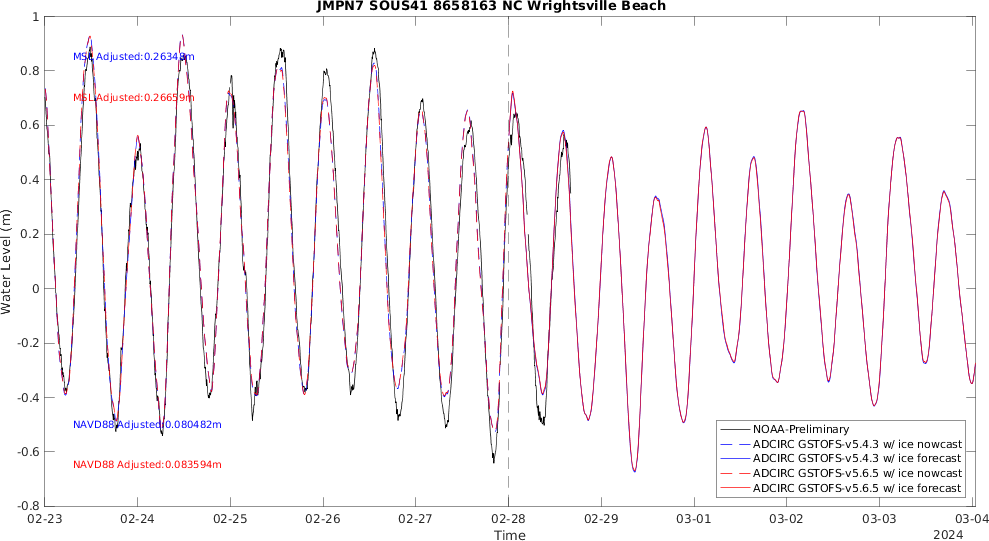 JMPN7 SOUS41 8658163 NC Wrightsville Beach
1
0.8
0.6
0.4
0.2
0
-0.2
-0.4
-0.6
-0.8
Water Level (m)
MSL Adjusted:0.26343m
MSL Adjusted:0.26659m
NAVD88 Adjusted:0.080482m
NAVD88 Adjusted:0.083594m
NOAA-Preliminary
ADCIRC GSTOFS-v5.4.3 w/ ice nowcast
ADCIRC GSTOFS-v5.4.3 w/ ice forecast
ADCIRC GSTOFS-v5.6.5 w/ ice nowcast
ADCIRC GSTOFS-v5.6.5 w/ ice forecast
02-23 02-24 02-25 02-26 02-27 02-28 02-29 03-01 03-02 03-03 03-04
Time
2024